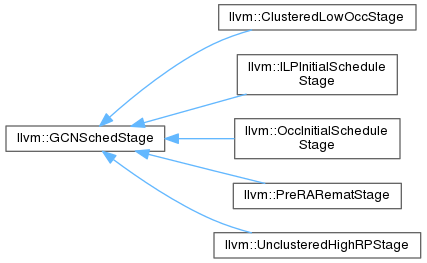 llvm::ClusteredLowOccStage
llvm::ILPInitialSchedule
Stage
llvm::GCNSchedStage
llvm::OccInitialSchedule
Stage
llvm::PreRARematStage
llvm::UnclusteredHighRPStage